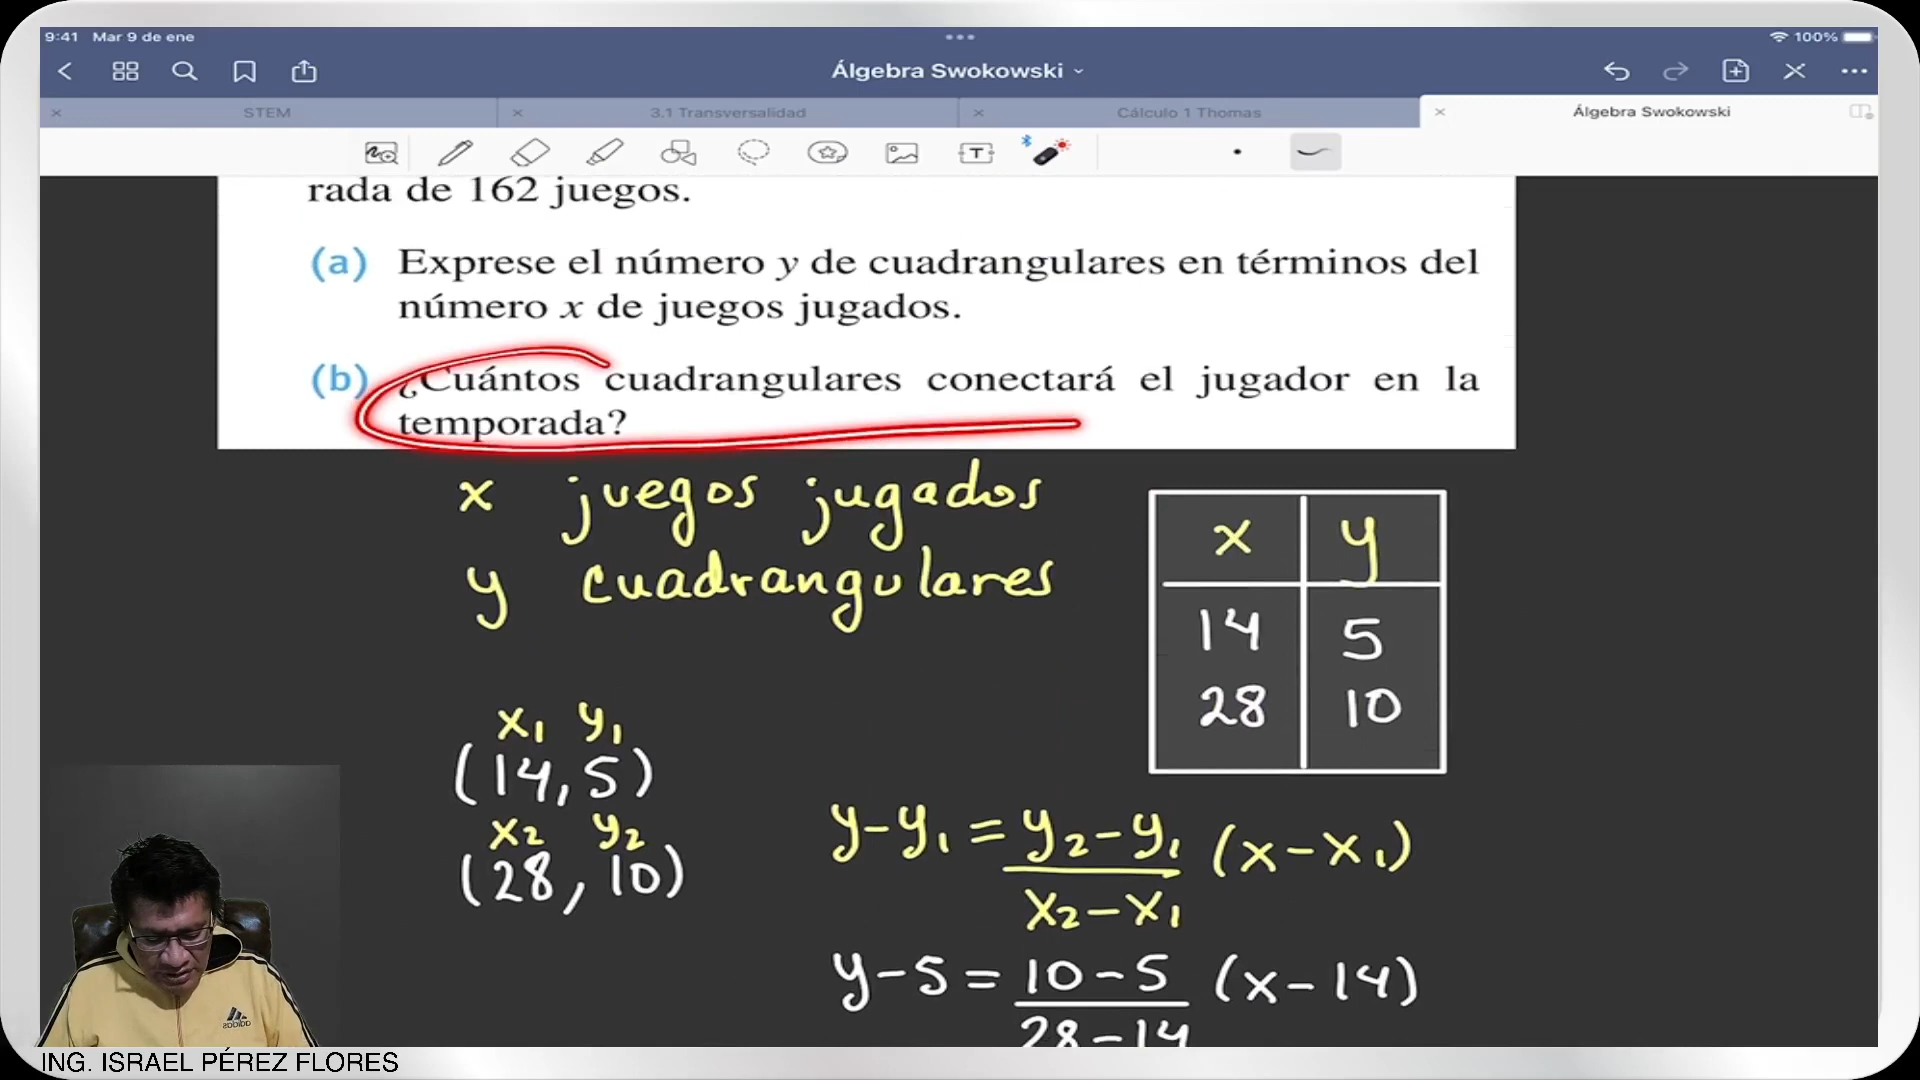 9:41 Mar 9 de ene
100%
Álgebra Swokowski
STEM
3.1 Transversalidad
Cálculo 1 Thomas
Álgebra Swokowski
T
rada de 162 juegos.
(a) Exprese el número y de cuadrangulares en términos del
número x de juegos jugados.
(b) ¿Cuántos cuadrangulares conectará el jugador en la
temporada?
x juegos jugados
y cuadrangulares
x y
14 5
28 10
x₁ y₁
(14, 5)
x₂ y₂
(28, 10)
y-y₁ = y₂-y₁ (x-x₁)
x₂-x₁
y-5 = 10-5 (x-14)
28-14
adidas
ING. ISRAEL PÉREZ FLORES